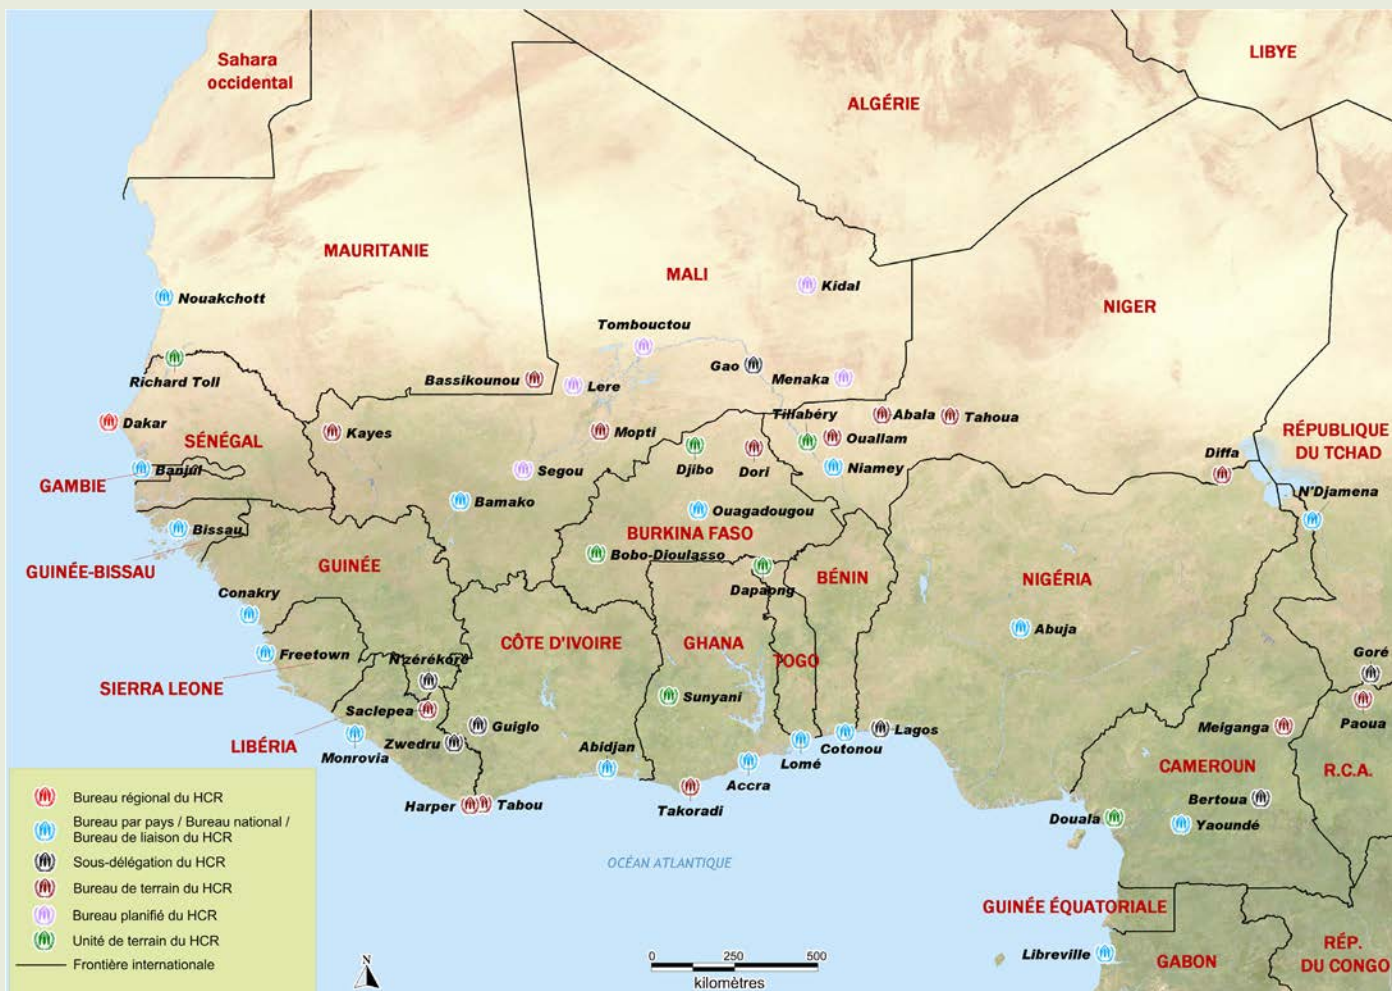 Sahara
occidental
LIBYE
ALGÉRIE
MAURITANIE
MALI
Kidal
NIGER
Nouakchott
Tombouctou
Richard Toll
Bassikounou
Lere
Gao
Menaka
Tillabéry
Abala
Tahoua
Dakar
SÉNÉGAL
Kayes
Mopti
Ouallam
RÉPUBLIQUE
DU TCHAD
Djibo
Dori
Niamey
Diffa
GAMBIE
Banjul
Segou
N'Djamena
Bamako
Ouagadougou
Bissau
BURKINA FASO
Bobo-Dioulasso
GUINÉE-BISSAU
GUINÉE
Dapaong
BÉNIN
NIGÉRIA
Conakry
Abuja
Freetown
N'zérékoré
CÔTE D'IVOIRE
GHANA
TOGO
Goré
SIERRA LEONE
Sunyani
Saclepea
Guiglo
Paoua
LIBÉRIA
Zwedru
Lagos
Meiganga
Monrovia
Abidjan
Lomé
Cotonou
Accra
CAMEROUN
R.C.A.
Harper
Tabou
Takoradi
Bertoua
Douala
Yaoundé
OCÉAN ATLANTIQUE
GUINÉE ÉQUATORIALE
Libreville
GABON
RÉP.
DU CONGO
Bureau régional du HCR
Bureau par pays / Bureau national /
Bureau de liaison du HCR
Sous-délégation du HCR
Bureau de terrain du HCR
Bureau planifié du HCR
Unité de terrain du HCR
Frontière internationale
N
0 250 500
kilomètres